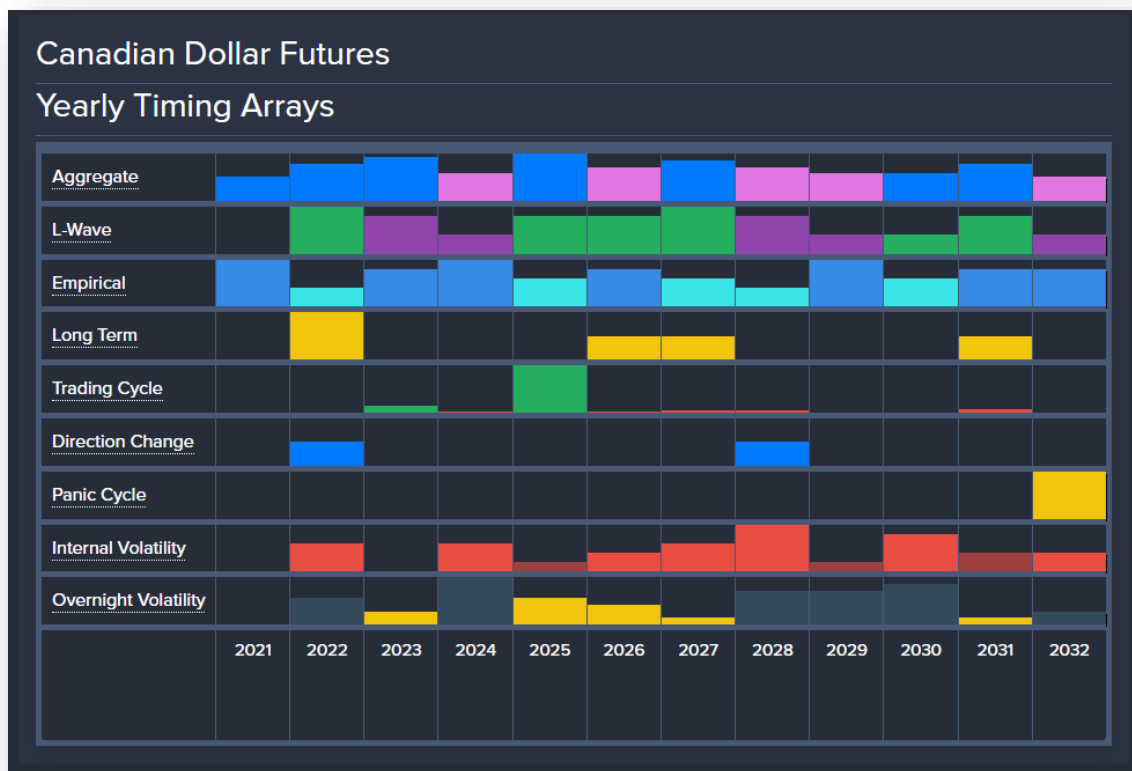 Canadian Dollar Futures
Yearly Timing Arrays
Aggregate
L-Wave
Empirical
Long Term
Trading Cycle
Direction Change
Panic Cycle
Internal Volatility
Overnight Volatility
2021 2022 2023 2024 2025 2026 2027 2028 2029 2030 2031 2032